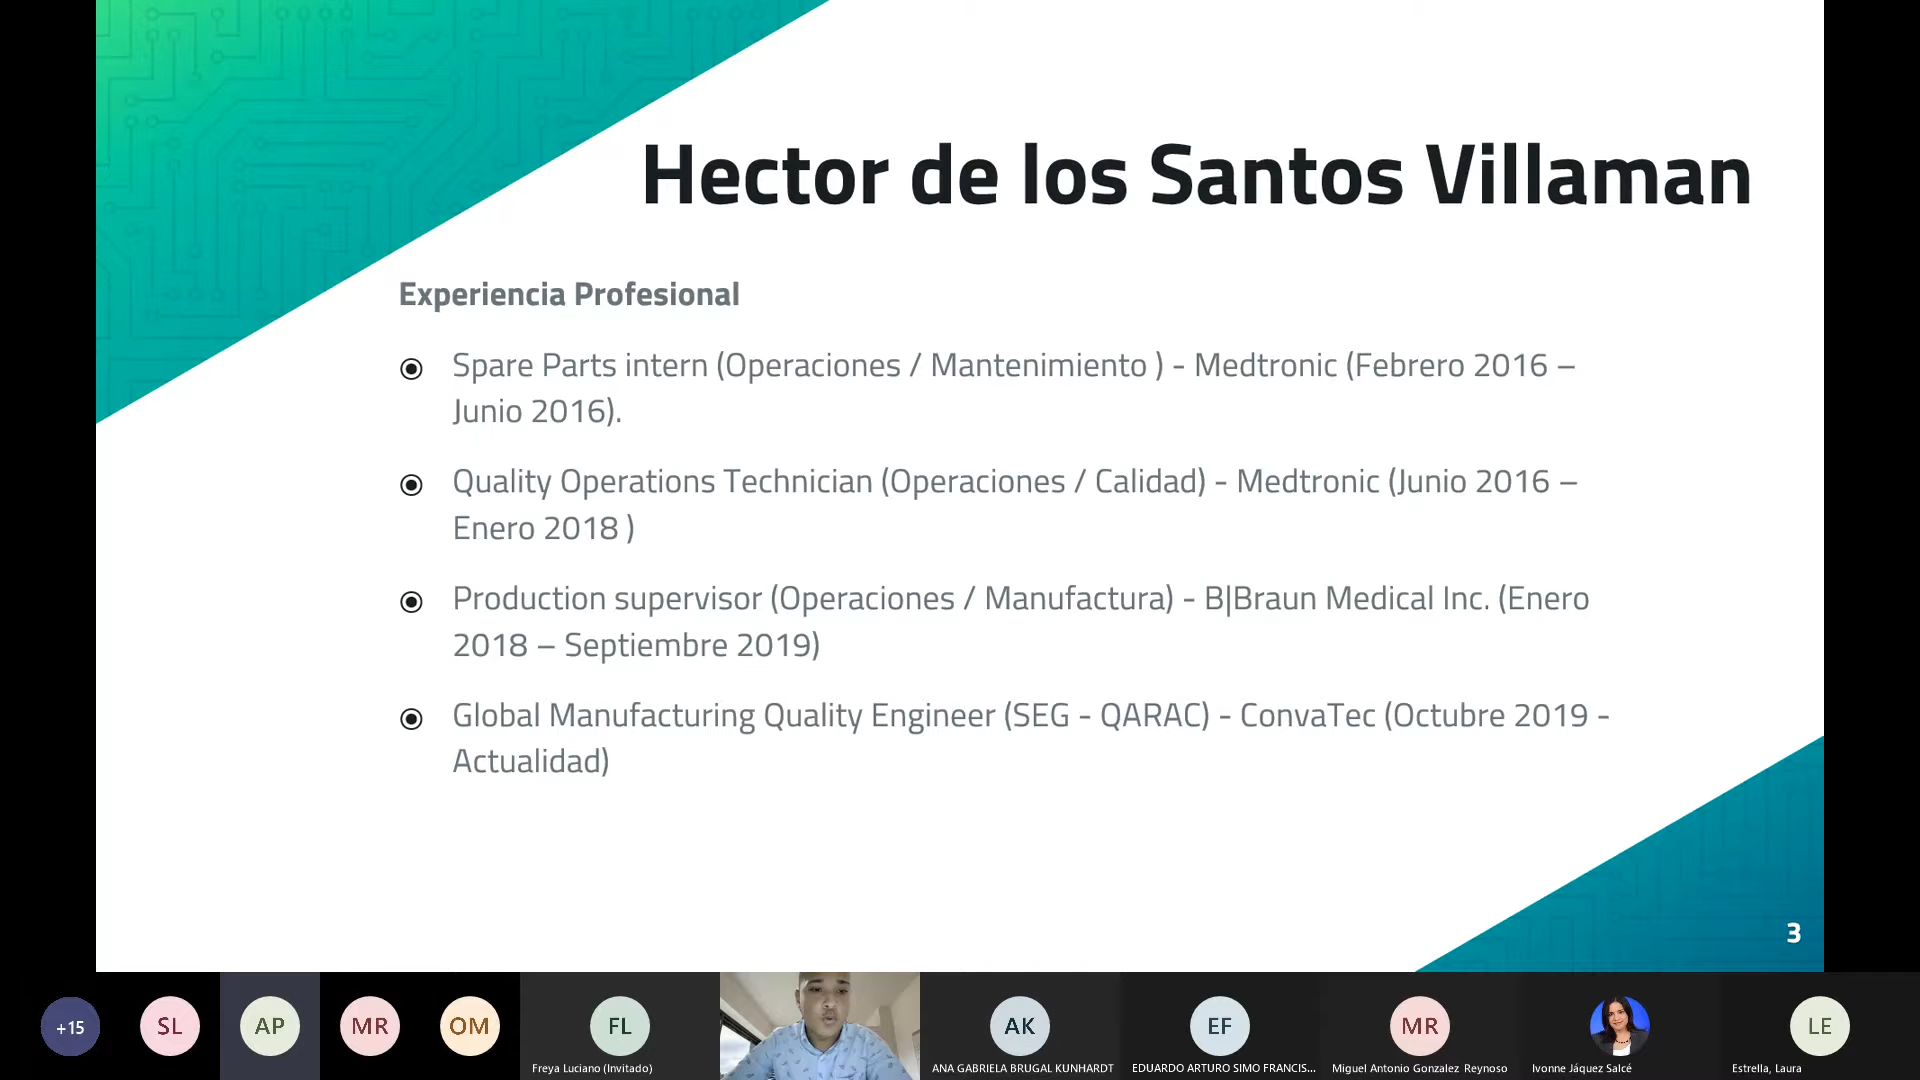 Hector de los Santos Villaman
Experiencia Profesional
Spare Parts intern (Operaciones / Mantenimiento ) - Medtronic (Febrero 2016 –
Junio 2016).
Quality Operations Technician (Operaciones / Calidad) - Medtronic (Junio 2016 –
Enero 2018 )
Production supervisor (Operaciones / Manufactura) - B|Braun Medical Inc. (Enero
2018 – Septiembre 2019)
Global Manufacturing Quality Engineer (SEG - QARAC) - ConvaTec (Octubre 2019 -
Actualidad)
3
+15
SL
AP
MR
OM
FL
AK
EF
MR
LE
Freya Luciano (Invitado)
ANA GABRIELA BRUGAL KUNHARDT
EDUARDO ARTURO SIMO FRANCIS...
Miguel Antonio Gonzalez Reynoso
Ivonne Jáquez Salcé
Estrella, Laura